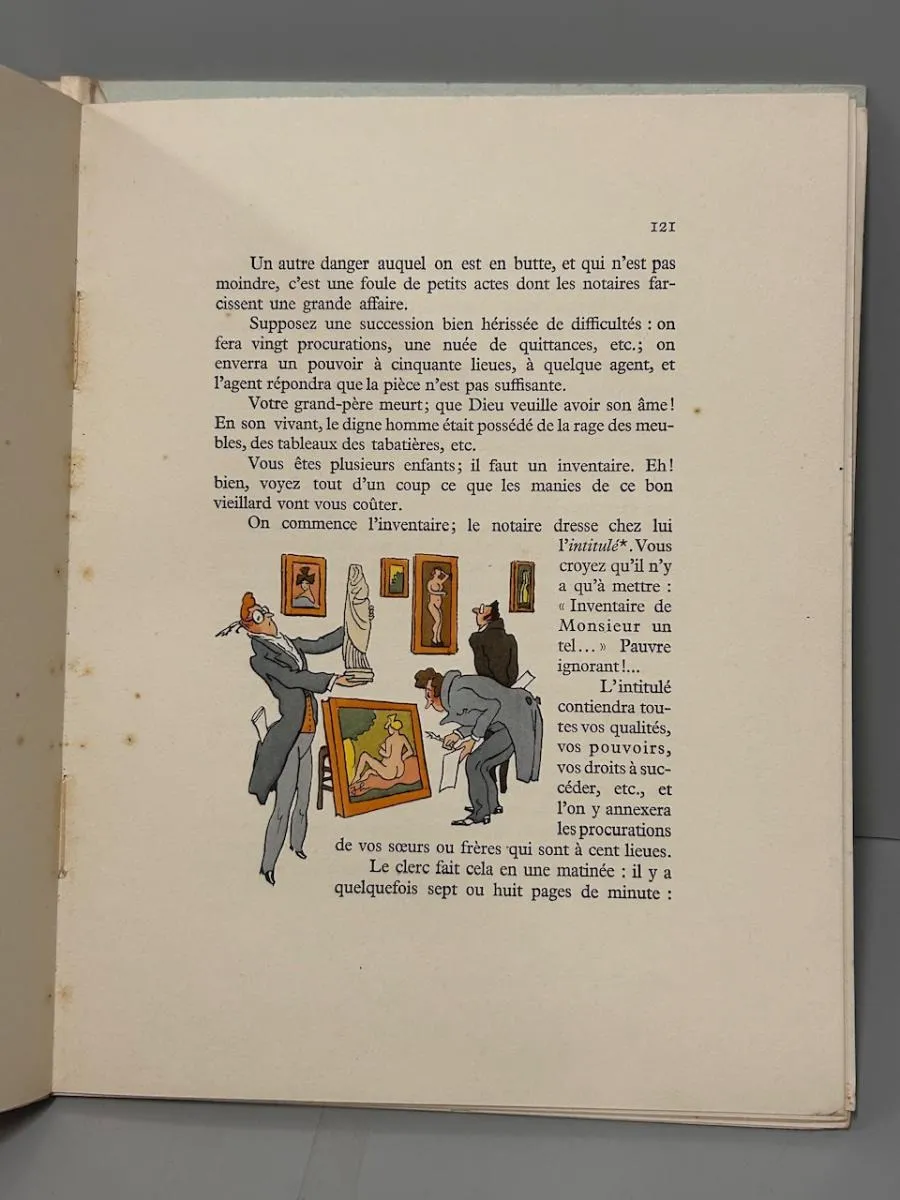 121
Un autre danger auquel on est en butte, et qui n'est pas
moindre, c'est une foule de petits actes dont les notaires far-
cissent une grande affaire.
Supposez une succession bien hérissée de difficultés : on
fera vingt procurations, une nuée de quittances, etc.; on
enverra un pouvoir à cinquante lieues, à quelque agent, et
l'agent répondra que la pièce n'est pas suffisante.
Votre grand-père meurt; que Dieu veuille avoir son âme!
En son vivant, le digne homme était possédé de la rage des meu-
bles, des tableaux des tabatières, etc.
Vous êtes plusieurs enfants; il faut un inventaire. Eh!
bien, voyez tout d'un coup ce que les manies de ce bon
vieillard vont vous coûter.
On commence l'inventaire; le notaire dresse chez lui
l'intitulé*. Vous
croyez qu'il n'y
a qu'à mettre :
« Inventaire de
Monsieur un
tel... » Pauvre
ignorant!...
L'intitulé
contiendra tou-
tes vos qualités,
vos pouvoirs,
vos droits à suc-
céder, etc., et
l'on y annexera
les procurations
de vos sœurs ou frères qui sont à cent lieues.
Le clerc fait cela en une matinée : il y a
quelquefois sept ou huit pages de minute :